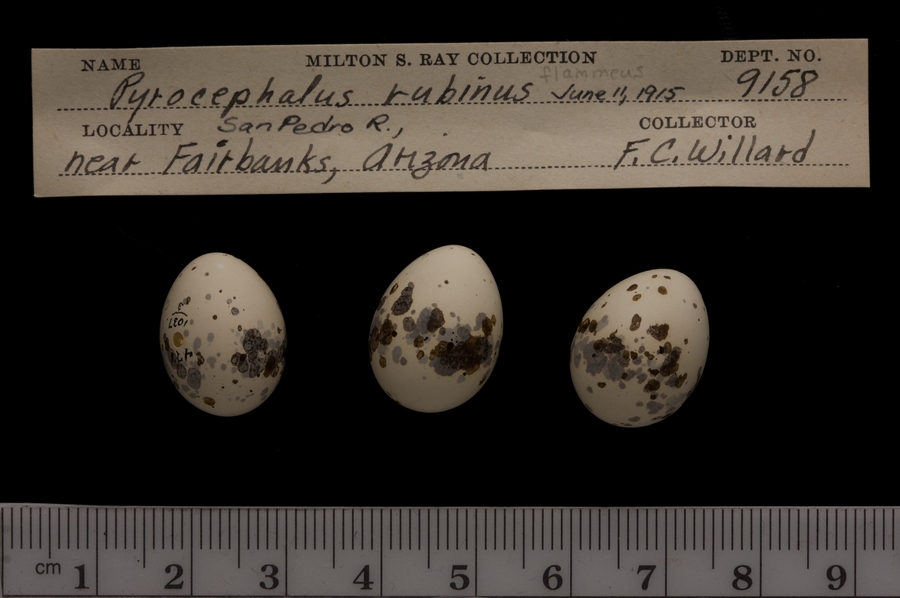 NAME MILTON S. RAY COLLECTION DEPT. NO.
flammeus
Pyrocephalus rubinus June 11, 1915 9158
LOCALITY San Pedro R., COLLECTOR
near Fairbanks, Arizona F.C. Willard
cm 1 2 3 4 5 6 7 8 9